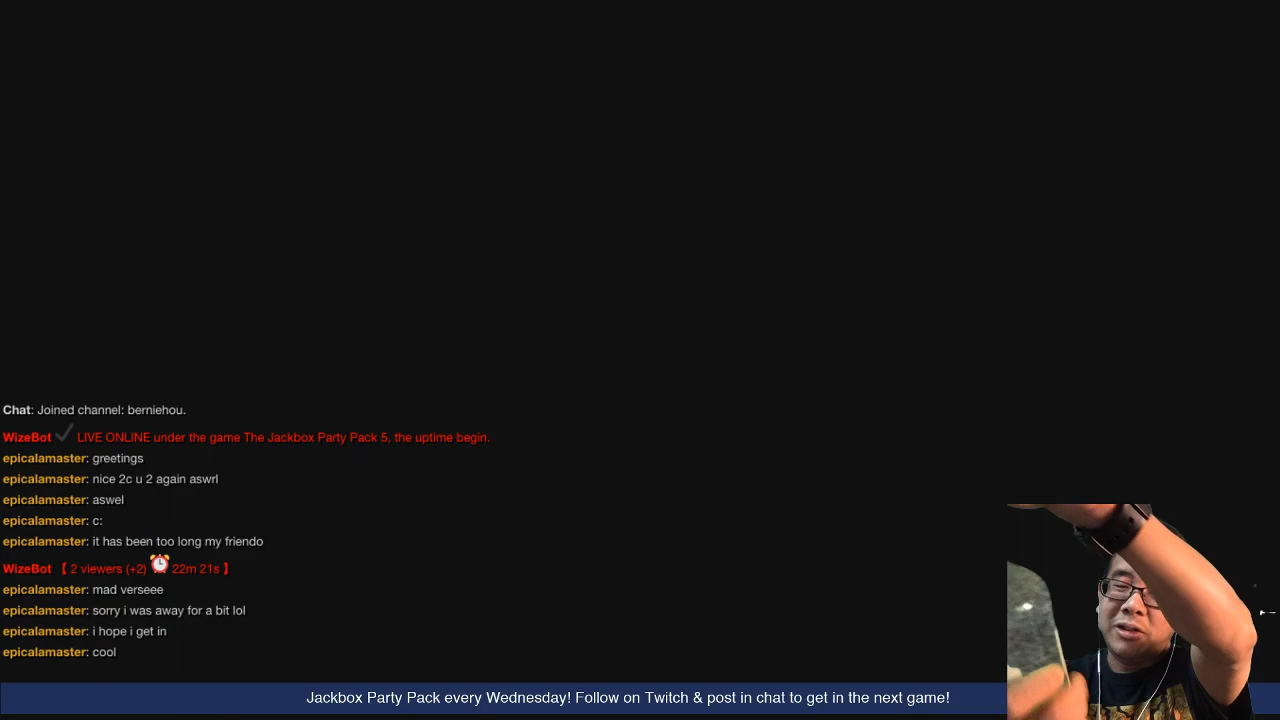 Chat: Joined channel: berniehou.
WizeBot LIVE ONLINE under the game The Jackbox Party Pack 5, the uptime begin.
epicalamaster: greetings
epicalamaster: nice 2c u 2 again aswrl
epicalamaster: aswel
epicalamaster: c:
epicalamaster: it has been too long my friendo
WizeBot 【 2 viewers (+2) 22m 21s 】
epicalamaster: mad verseee
epicalamaster: sorry i was away for a bit lol
epicalamaster: i hope i get in
epicalamaster: cool
Jackbox Party Pack every Wednesday! Follow on Twitch & post in chat to get in the next game!